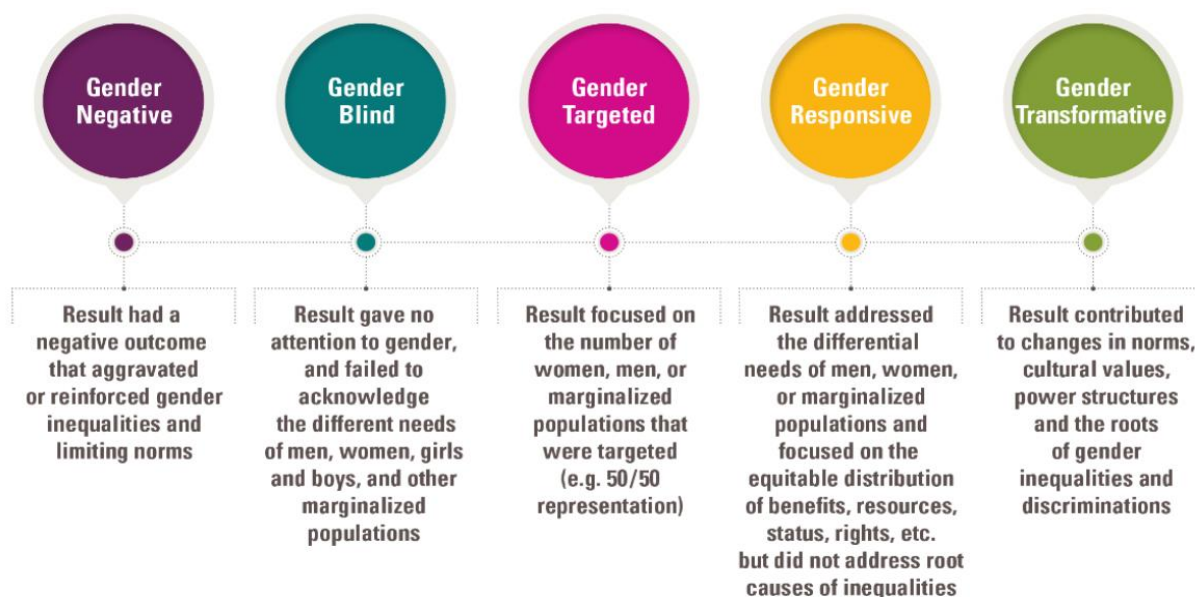 Gender
Negative
Gender
Blind
Gender
Targeted
Gender
Responsive
Gender
Transformative
Result had a
negative outcome
that aggravated
or reinforced gender
inequalities and
limiting norms
Result gave no
attention to gender,
and failed to
acknowledge
the different needs
of men, women, girls
and boys, and other
marginalized
populations
Result focused on
the number of
women, men, or
marginalized
populations that
were targeted
(e.g. 50/50
representation)
Result addressed
the differential
needs of men, women,
or marginalized
populations and
focused on the
equitable distribution
of benefits, resources,
status, rights, etc.
but did not address root
causes of inequalities
Result contributed
to changes in norms,
cultural values,
power structures
and the roots
of gender
inequalities and
discriminations